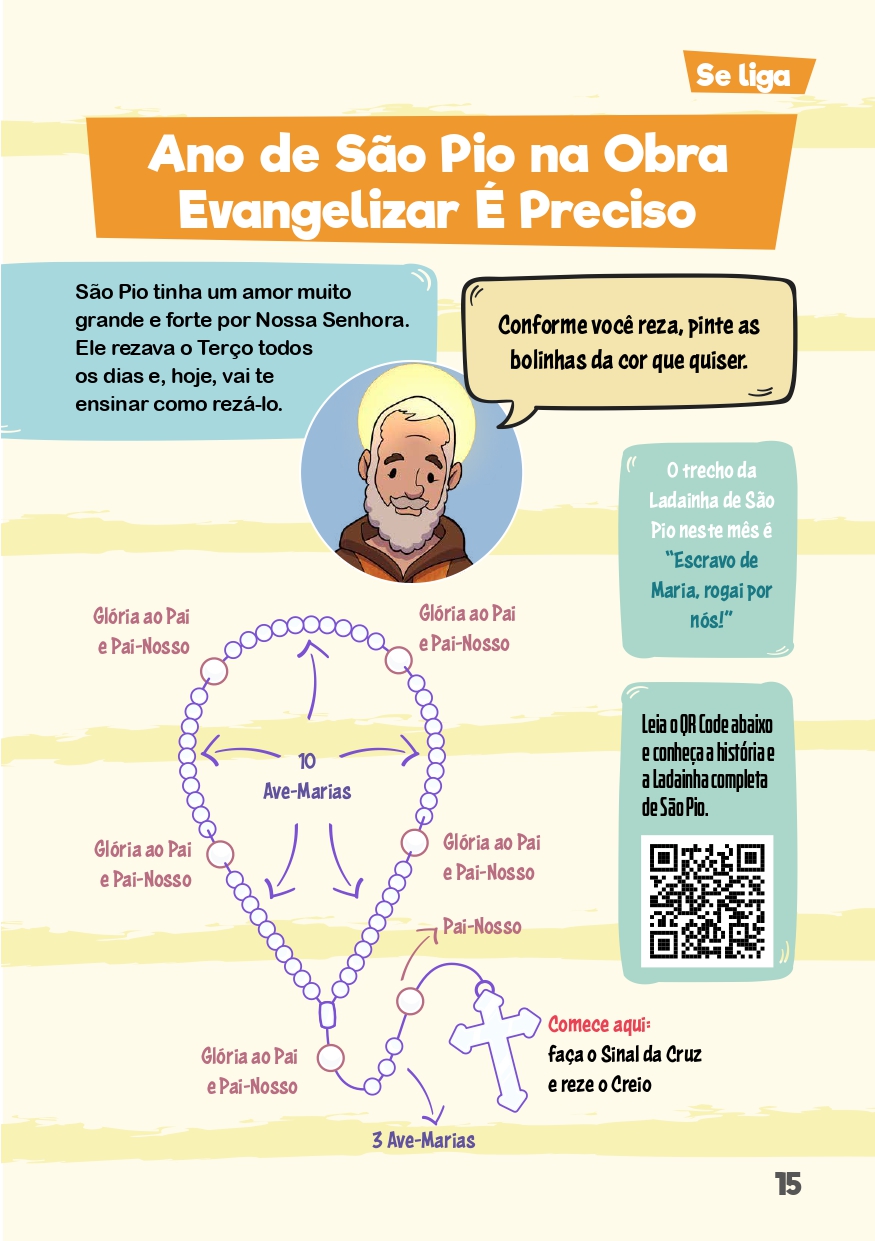 Se liga
Ano de São Pio na Obra
Evangelizar É Preciso
São Pio tinha um amor muito
grande e forte por Nossa Senhora.
Ele rezava o Terço todos
os dias e, hoje, vai te
ensinar como rezá-lo.
Conforme você reza, pinte as
bolinhas da cor que quiser.
O trecho da
Ladainha de São
Pio neste mês é
“Escravo de
Maria, rogai por
nós!”
Glória ao Pai
e Pai-Nosso
Glória ao Pai
e Pai-Nosso
10
Ave-Marias
Leia o QR Code abaixo
e conheça a história e
a Ladainha completa
de São Pio.
Glória ao Pai
e Pai-Nosso
Glória ao Pai
e Pai-Nosso
Pai-Nosso
Comece aqui:
faça o Sinal da Cruz
e reze o Creio
Glória ao Pai
e Pai-Nosso
3 Ave-Marias
15